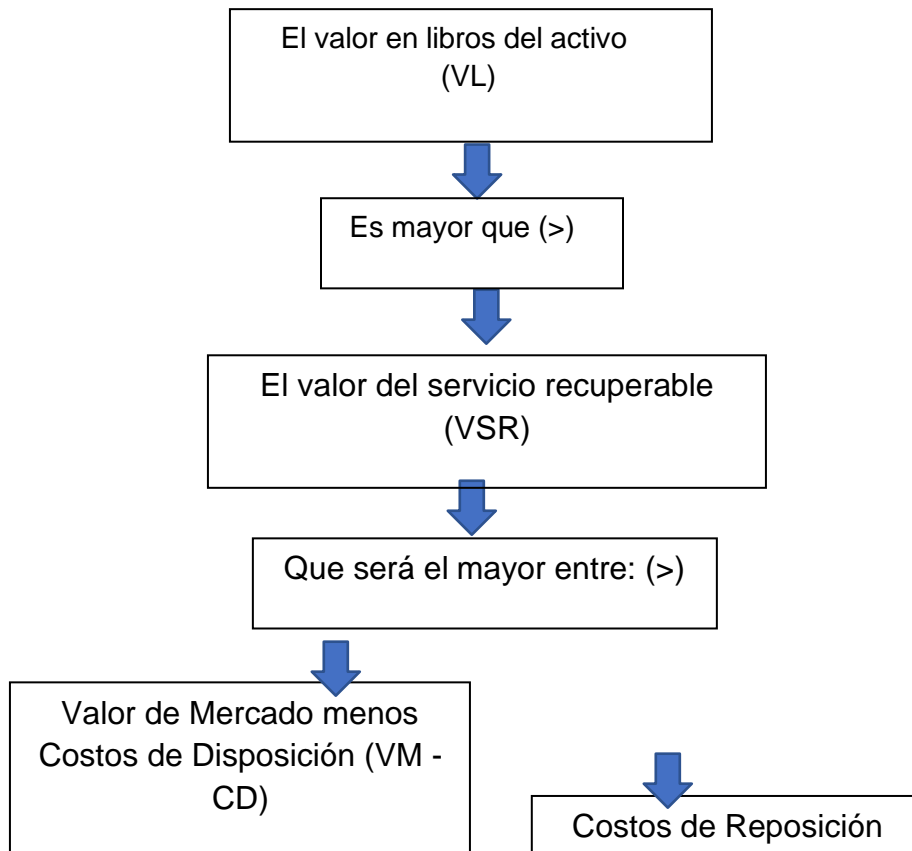 El valor en libros del activo
(VL)
Es mayor que (>)
El valor del servicio recuperable
(VSR)
Que será el mayor entre: (>)
Valor de Mercado menos
Costos de Disposición (VM -
CD)
Costos de Reposición